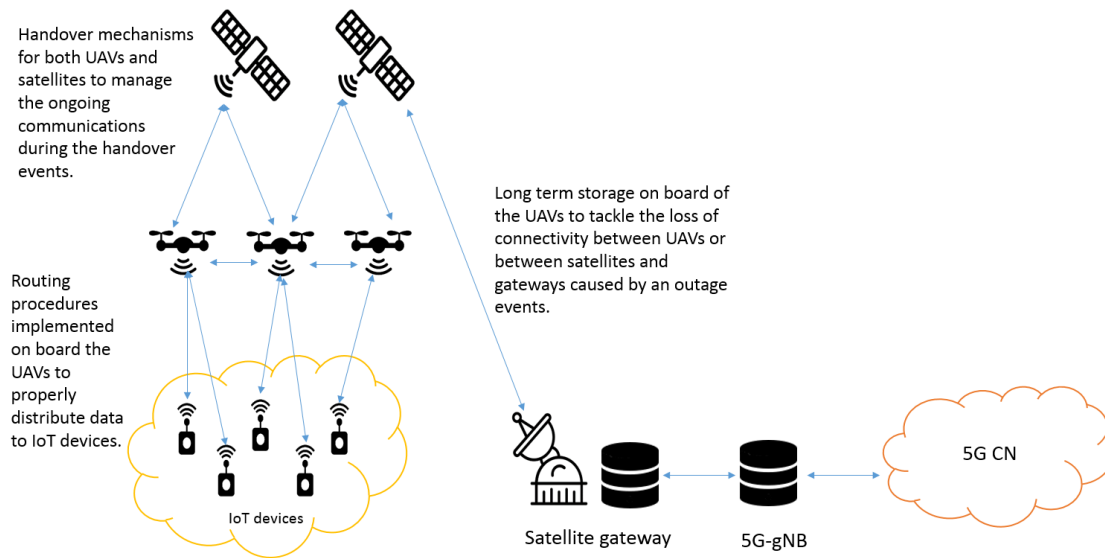 Handover mechanisms
for both UAVs and
satellites to manage
the ongoing
communications
during the handover
events.
Long term storage on board of
the UAVs to tackle the loss of
connectivity between UAVs or
between satellites and
gateways caused by an outage
events.
Routing
procedures
implemented
on board the
UAVs to
properly
distribute data
to IoT devices.
IoT devices
Satellite gateway
5G-gNB
5G CN